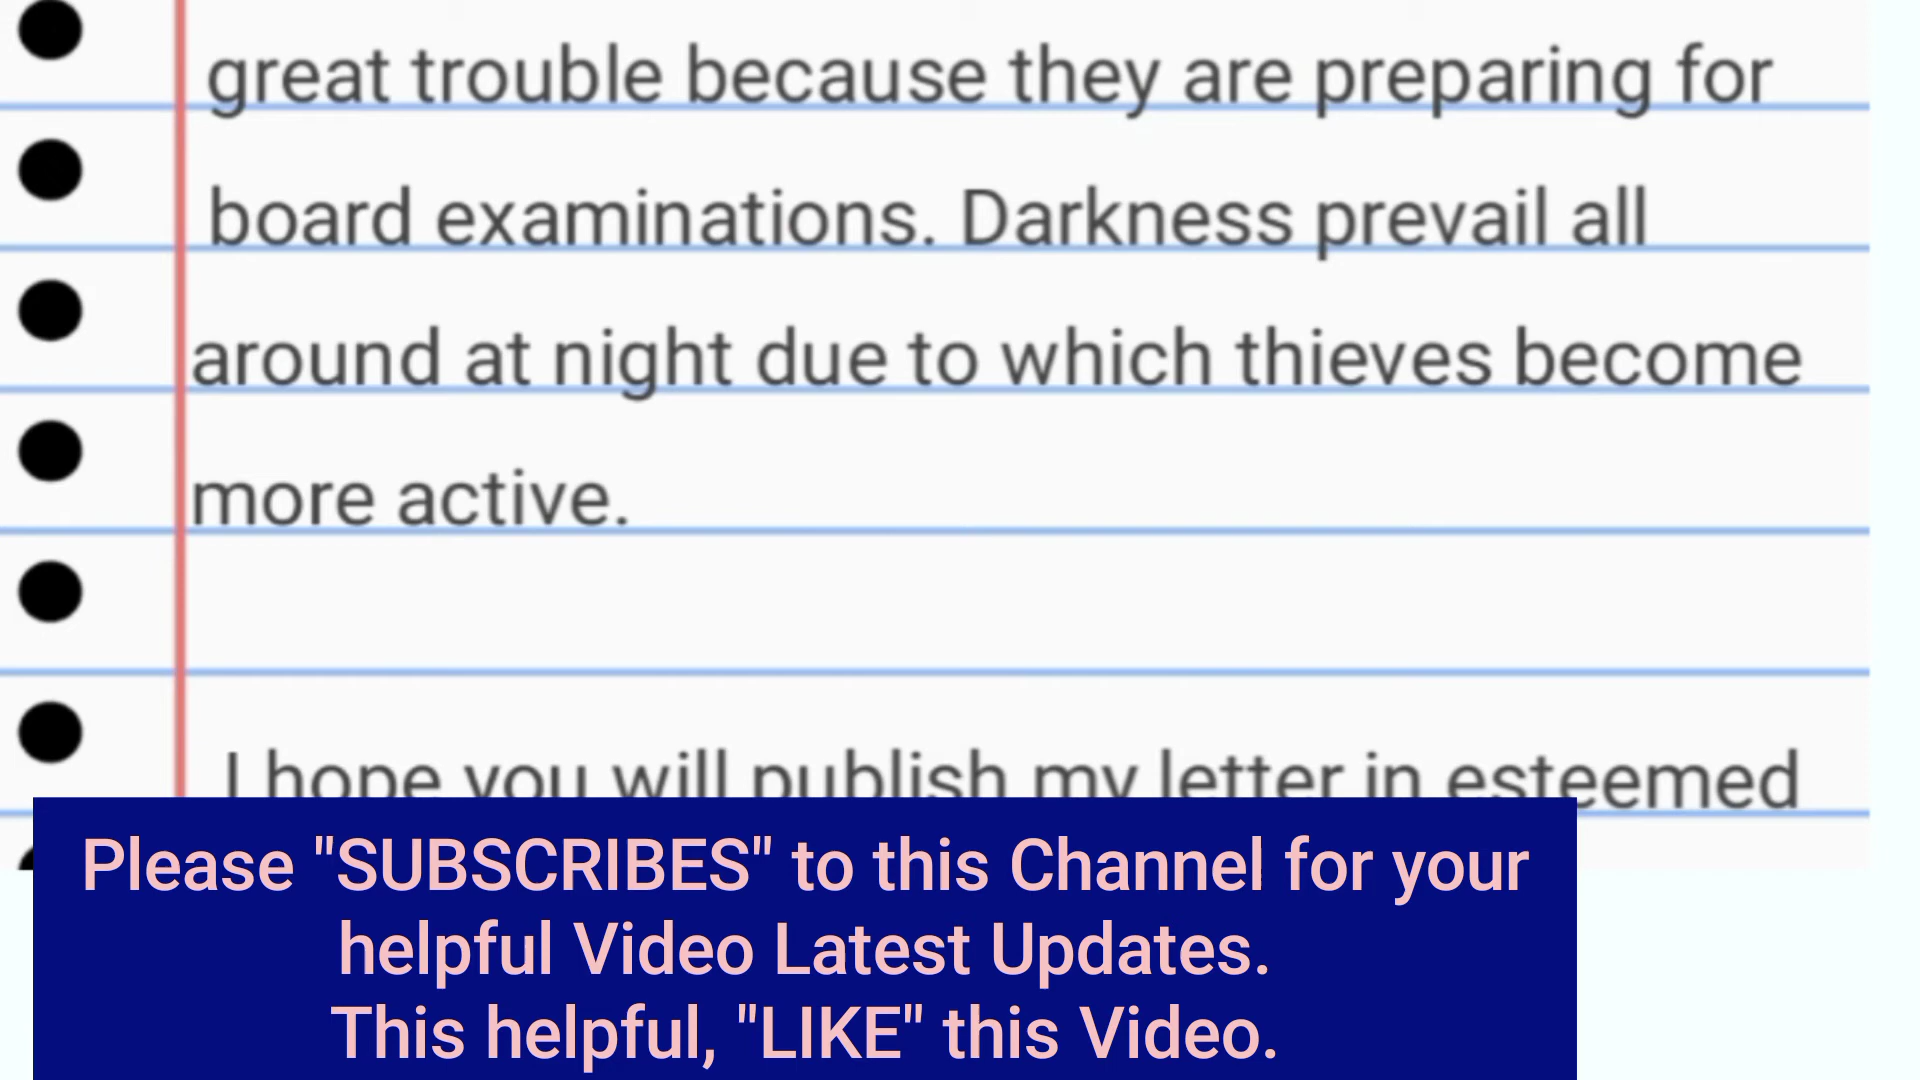 great trouble because they are preparing for
board examinations. Darkness prevail all
around at night due to which thieves become
more active.
I hope you will publish my letter in esteemed
Please "SUBSCRIBES" to this Channel for your
helpful Video Latest Updates.
This helpful, "LIKE" this Video.